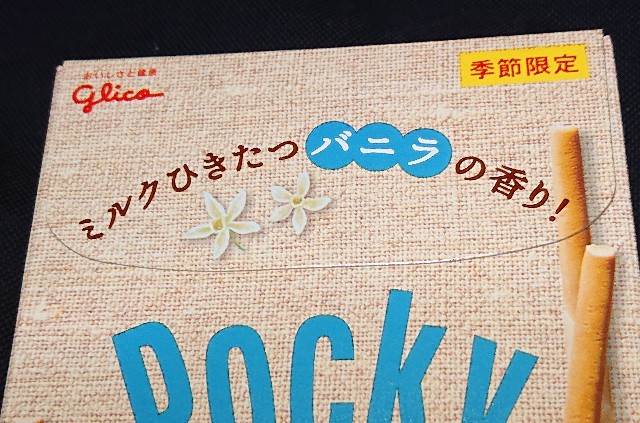 おいしさと健康
glico
季節限定
ミルクひきたつバニラの香り!
POCKY